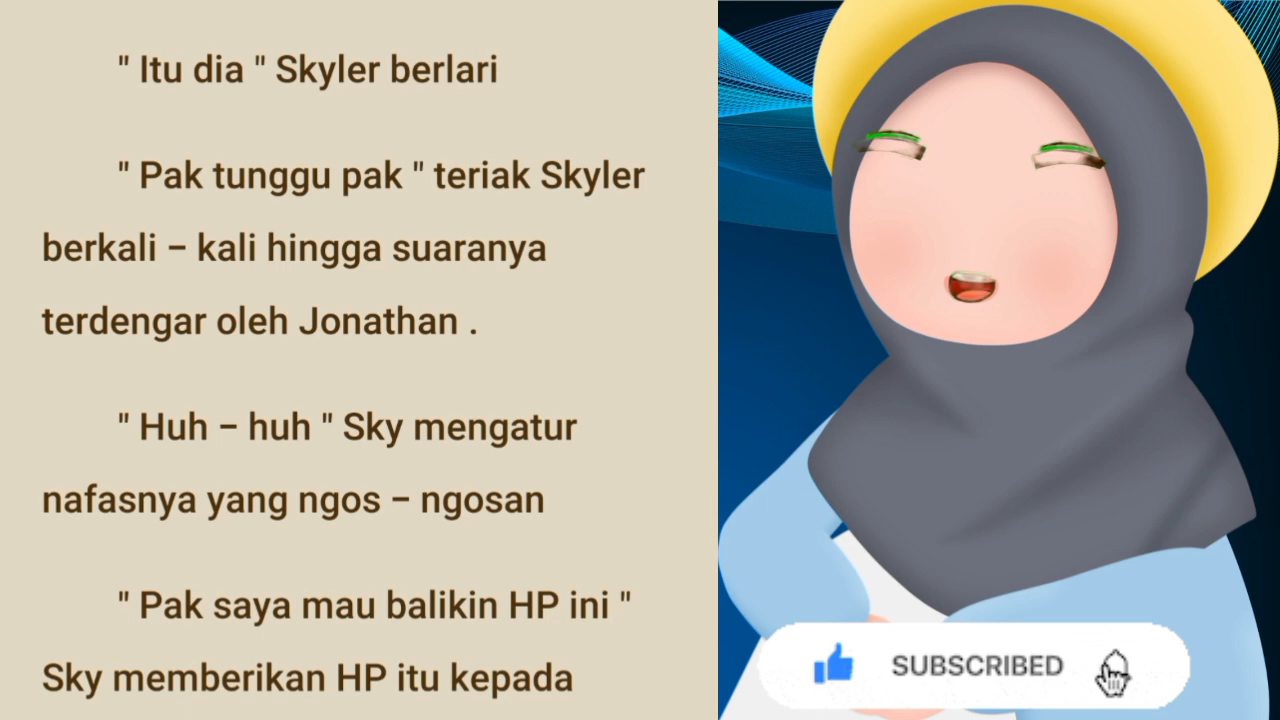 " Itu dia " Skyler berlari
" Pak tunggu pak " teriak Skyler
berkali – kali hingga suaranya
terdengar oleh Jonathan .
" Huh – huh " Sky mengatur
nafasnya yang ngos – ngosan
" Pak saya mau balikin HP ini "
Sky memberikan HP itu kepada
SUBSCRIBED